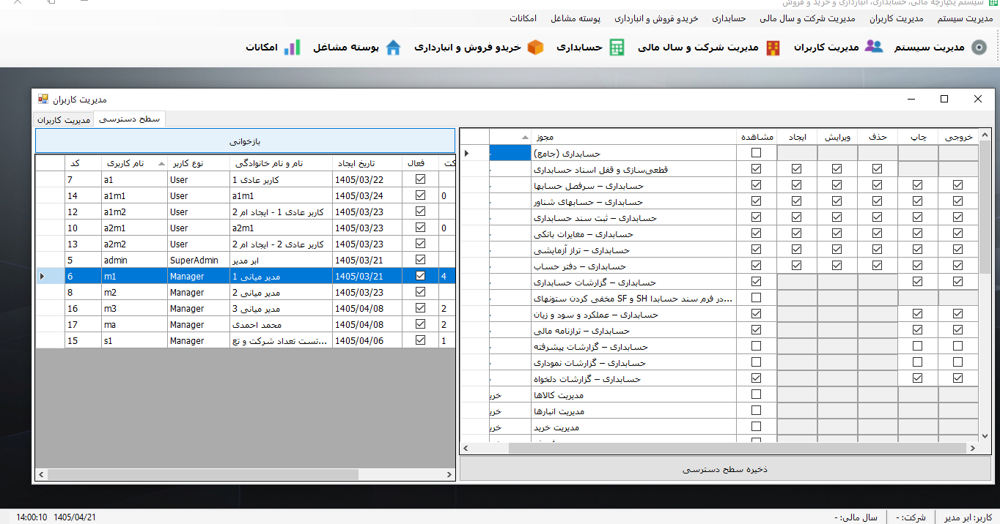 سیستم یکپارچه مالی، حسابداری، انبارداری و خرید و فروش
مدیریت سیستم مدیریت کاربران مدیریت شرکت و سال مالی حسابداری خریدو فروش و انبارداری پوسته مشاغل امکانات
مدیریت سیستم مدیریت کاربران مدیریت شرکت و سال مالی حسابداری خریدو فروش و انبارداری پوسته مشاغل امکانات
مدیریت کاربران
مدیریت کاربران سطح دسترسی
بازخوانی
کد نام کاربری نوع کاربر نام و نام خانوادگی تاریخ ایجاد فعال
7 a1 User کاربر عادی 1 1405/03/22
14 a1m1 User a1m1 1405/03/24 0
12 a1m2 User کاربر عادی 1 - ایجاد ام 2 1405/03/23
10 a2m1 User a2m1 1405/03/23 0
13 a2m2 User کاربر عادی 2 - ایجاد ام 2 1405/03/23
5 admin SuperAdmin ابر مدیر 1405/03/21
6 m1 Manager مدیر میانی 1 1405/03/21 4
8 m2 Manager مدیر میانی 2 1405/03/23
16 m3 Manager مدیر میانی 3 1405/04/08 2
17 ma Manager محمد احمدی 1405/04/08 2
15 s1 Manager تست تعداد شرکت و تع... 1405/04/06 1
مجوز مشاهده ایجاد ویرایش حذف چاپ خروجی
حسابداری (جامع)
قطعی‌سازی و قفل اسناد حسابداری
حسابداری – سرفصل حسابها
حسابداری – حسابهای شناور
حسابداری – ثبت سند حسابداری
حسابداری – مغایرات بانکی
حسابداری – تراز آزمایشی
حسابداری – دفتر حساب
حسابداری – گزارشات حسابداری
مخفی کردن ستونهای SF و SH در فرم سند حسابدا...
حسابداری – عملکرد و سود و زیان
حسابداری – ترازنامه مالی
حسابداری – گزارشات پیشرفته
حسابداری – گزارشات نموداری
حسابداری – گزارشات دلخواه
مدیریت کالاها
مدیریت انبارها
مدیریت خرید
ذخیره سطح دسترسی
کاربر: ابر مدیر شرکت: - سال مالی: - 1405/04/21 14:00:10